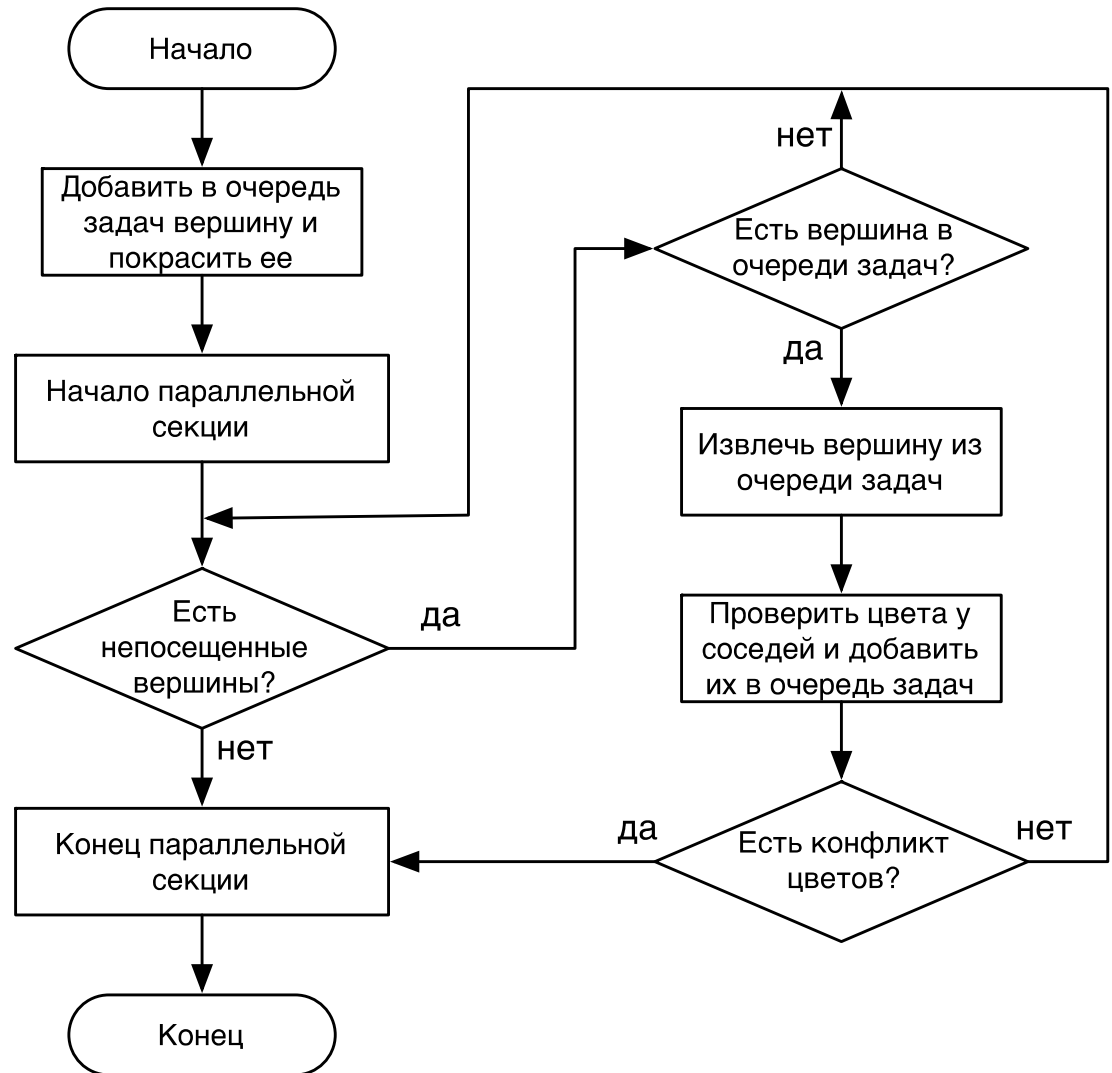 Начало
Добавить в очередь
задач вершину и
покрасить ее
Начало параллельной
секции
Есть
непосещенные
вершины?
да
нет
Конец параллельной
секции
Конец
нет
Есть вершина в
очереди задач?
да
Извлечь вершину из
очереди задач
Проверить цвета у
соседей и добавить
их в очередь задач
Есть конфликт
цветов?
да
нет